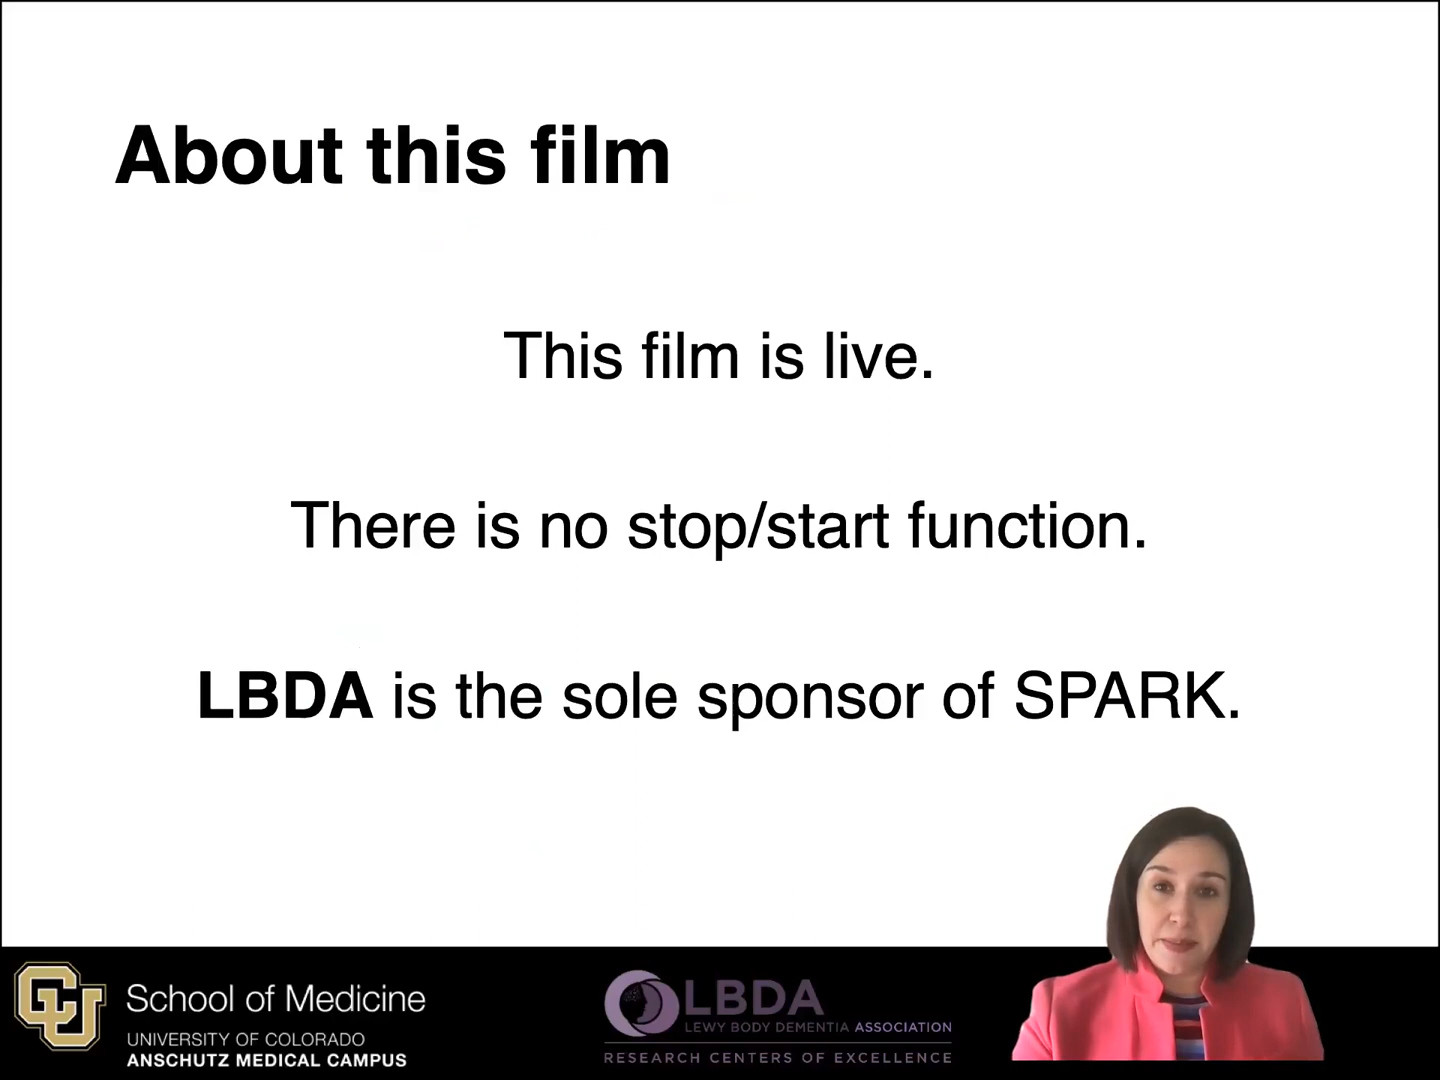 About this film
This film is live.
There is no stop/start function.
LBDA is the sole sponsor of SPARK.
CU
School of Medicine
UNIVERSITY OF COLORADO
ANSCHUTZ MEDICAL CAMPUS
LBDA
LEWY BODY DEMENTIA ASSOCIATION
RESEARCH CENTERS OF EXCELLENCE